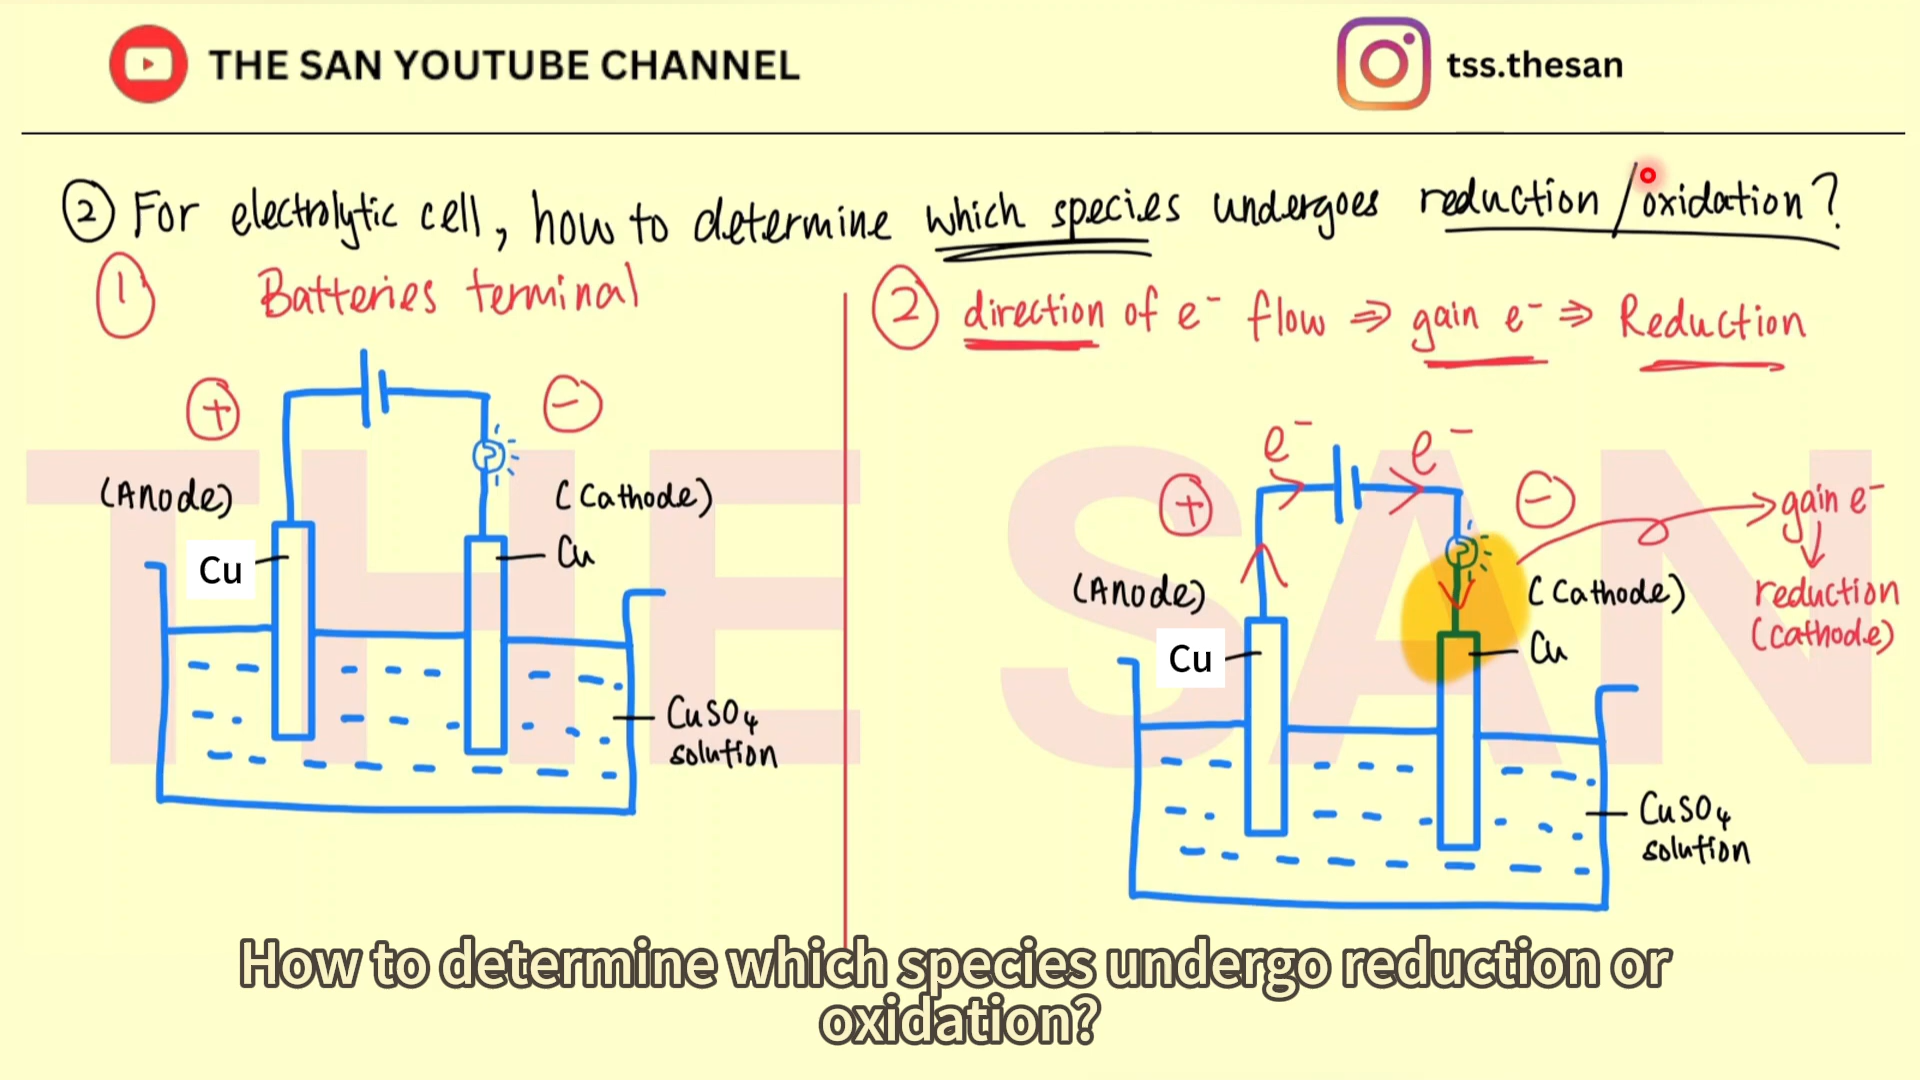 THE SAN YOUTUBE CHANNEL
tss.thesan
② For electrolytic cell, how to determine which species undergoes reduction / oxidation?
① Batteries terminal
+
−
(Anode)
(Cathode)
Cu
Cu
CuSO₄
solution
② direction of e⁻ flow ⇒ gain e⁻ ⇒ Reduction
e⁻
e⁻
+
−
gain e⁻
(Anode)
(Cathode)
reduction
(cathode)
Cu
Cu
CuSO₄
solution
THE SAN
How to determine which species undergo reduction or
oxidation?